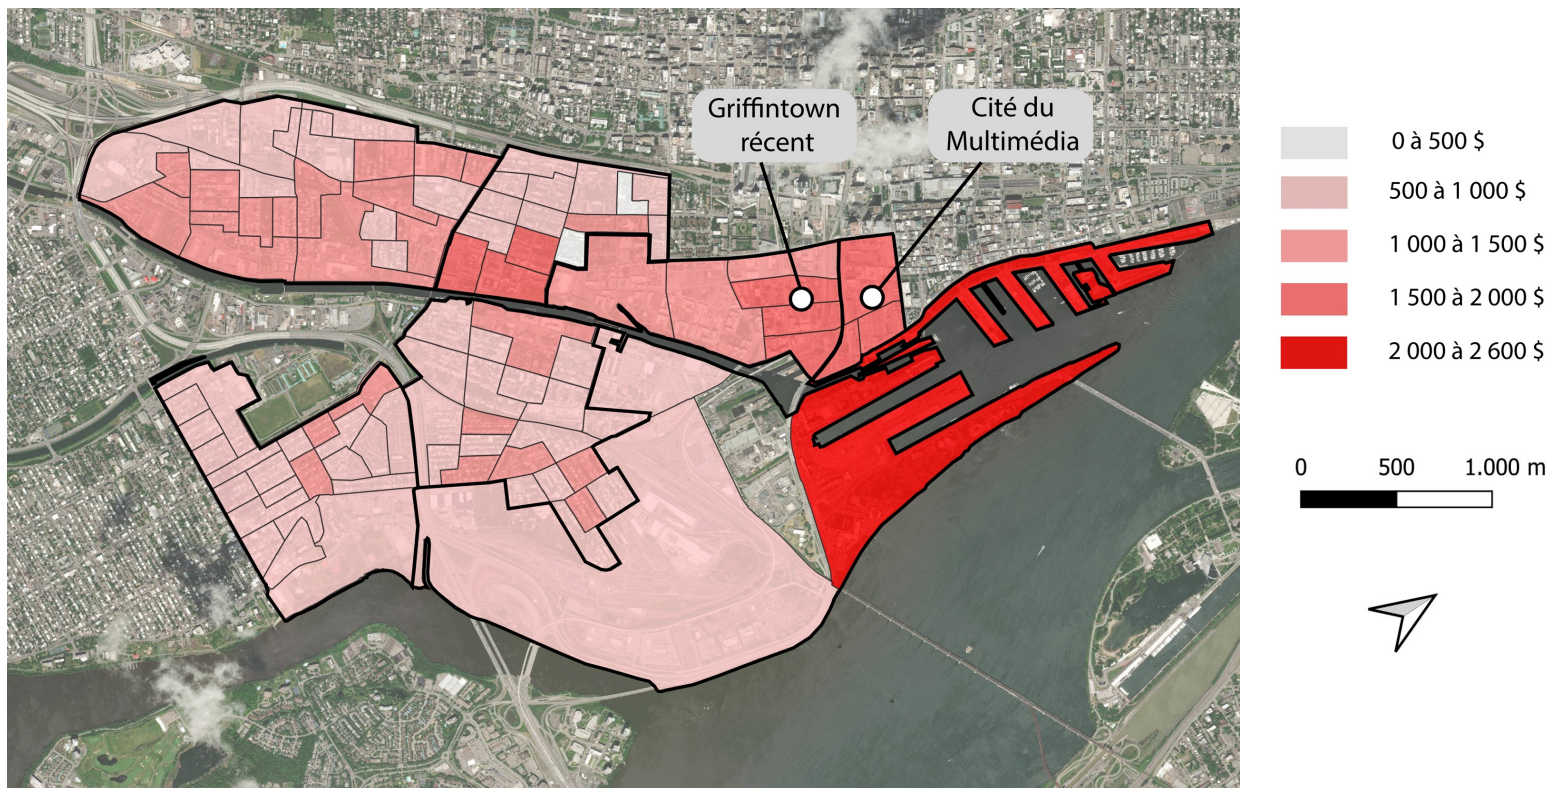 Griffintown
récent
Cité du
Multimédia
0 à 500 $
500 à 1 000 $
1 000 à 1 500 $
1 500 à 2 000 $
2 000 à 2 600 $
0 500 1.000 m